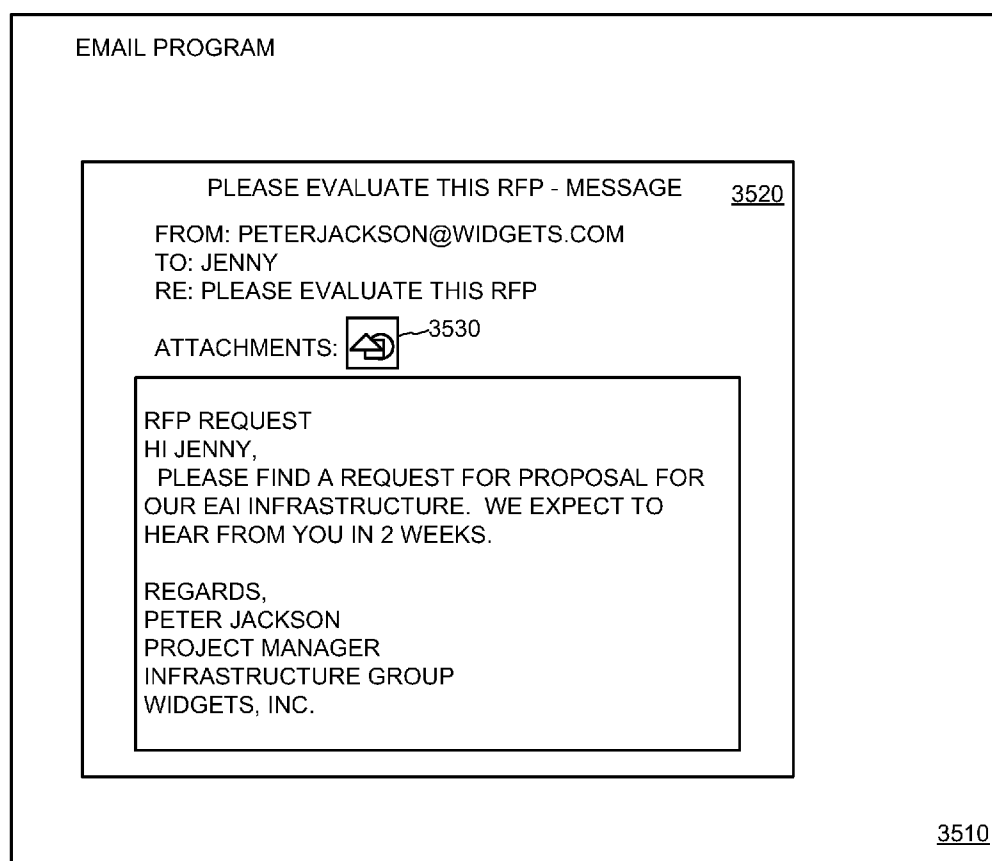 EMAIL PROGRAM
PLEASE EVALUATE THIS RFP - MESSAGE 3520
FROM: PETERJACKSON@WIDGETS.COM
TO: JENNY
RE: PLEASE EVALUATE THIS RFP
ATTACHMENTS: 3530
RFP REQUEST
HI JENNY,
PLEASE FIND A REQUEST FOR PROPOSAL FOR
OUR EAI INFRASTRUCTURE. WE EXPECT TO
HEAR FROM YOU IN 2 WEEKS.
REGARDS,
PETER JACKSON
PROJECT MANAGER
INFRASTRUCTURE GROUP
WIDGETS, INC.
3510